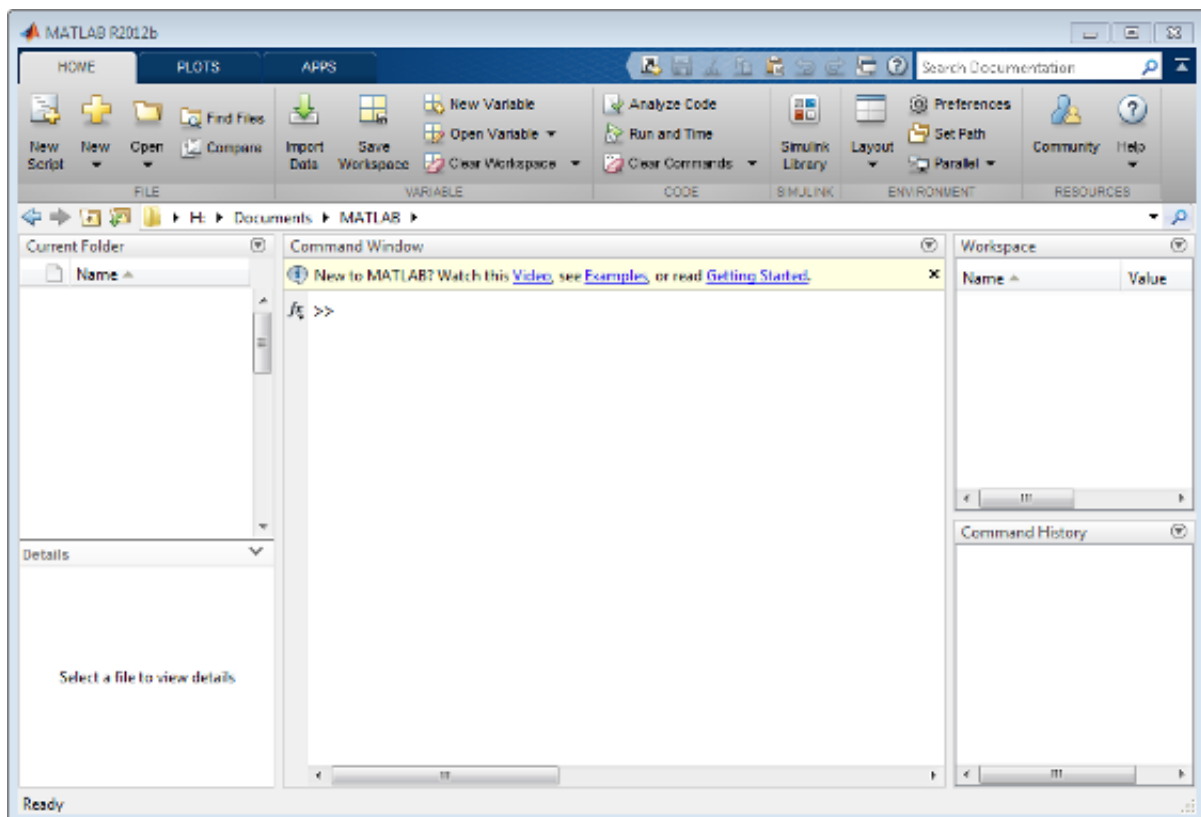 MATLAB R2012b
HOME PLOTS APPS Search Documentation
New Script New Open Find Files Compare
Import Data Save Workspace New Variable Open Variable Clear Workspace
Analyze Code Run and Time Clear Commands
Simulink Library
Layout Preferences Set Path Parallel
Community Help
FILE VARIABLE CODE SIMULINK ENVIRONMENT RESOURCES
H: Documents MATLAB
Current Folder
Name
Command Window
New to MATLAB? Watch this Video, see Examples, or read Getting Started.
fx >>
Workspace
Name Value
Command History
Details
Select a file to view details
Ready